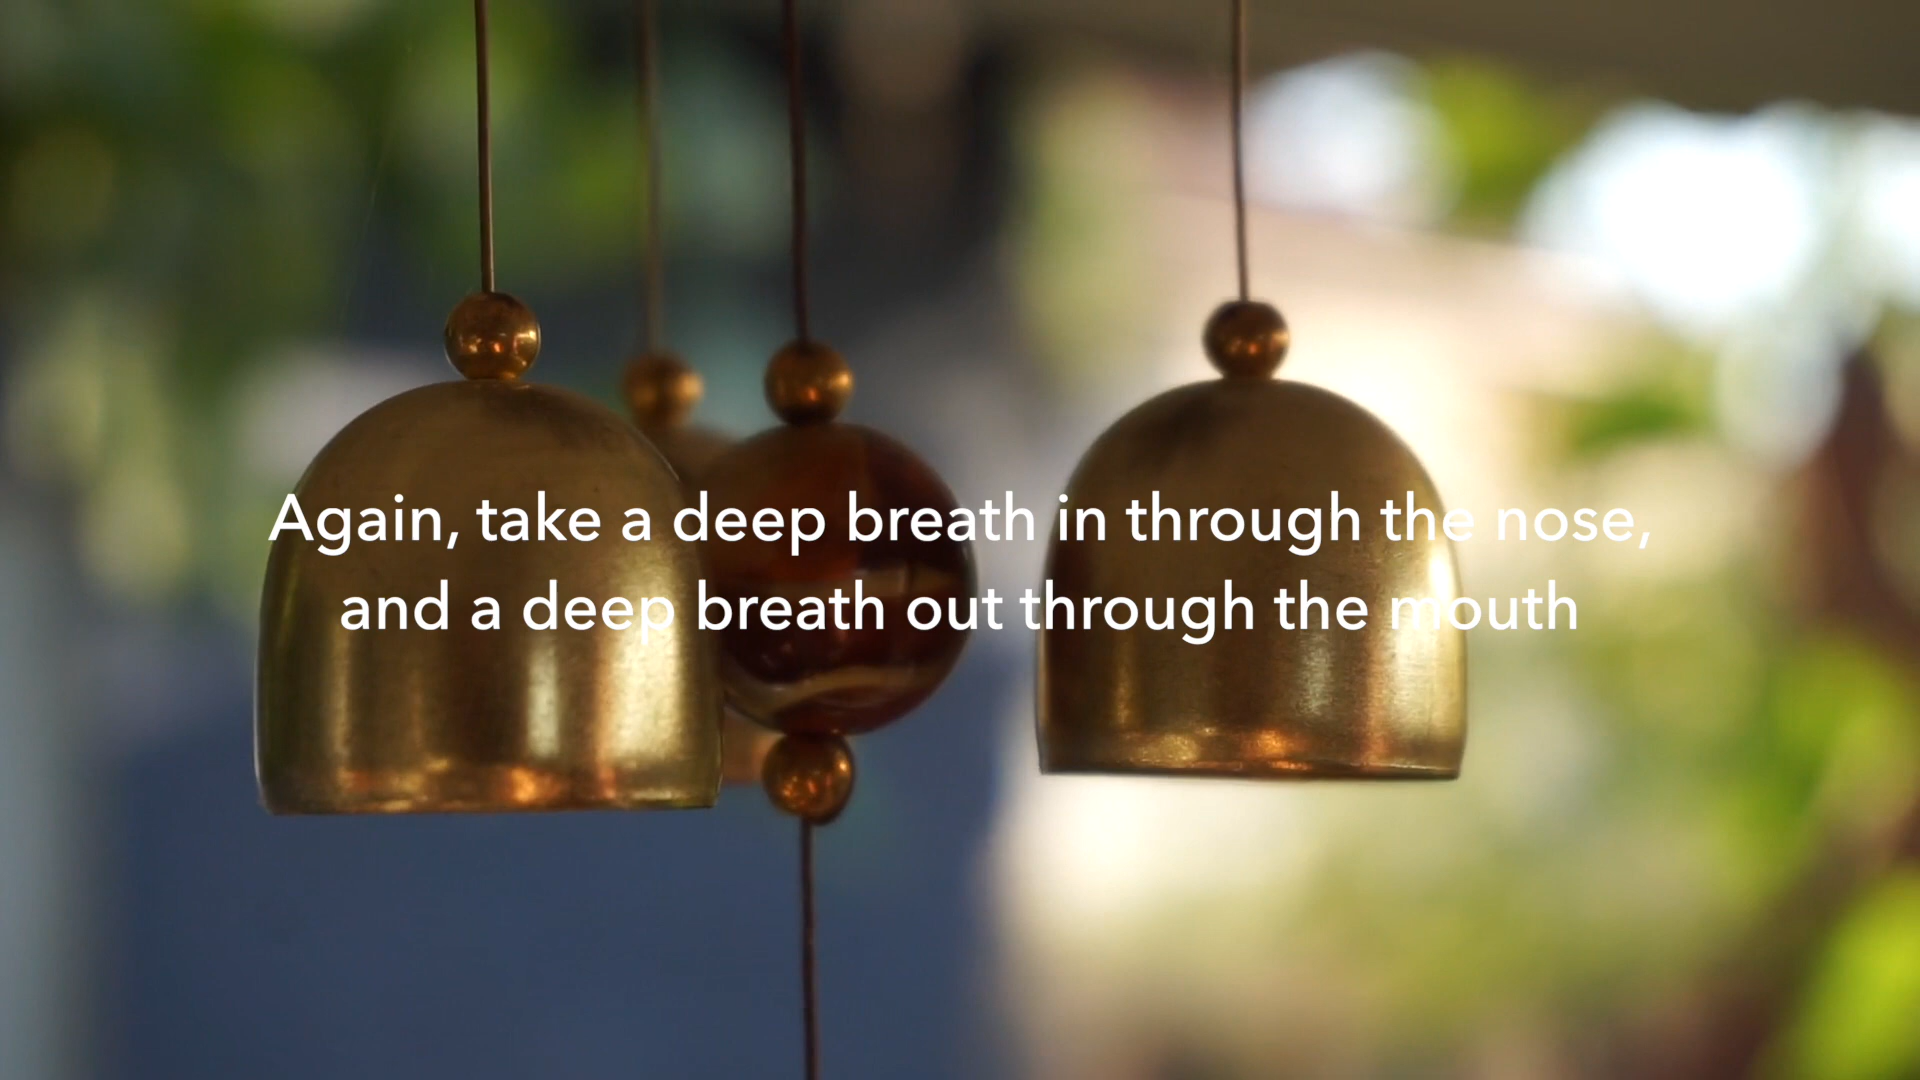 Again, take a deep breath in through the nose,
and a deep breath out through the mouth